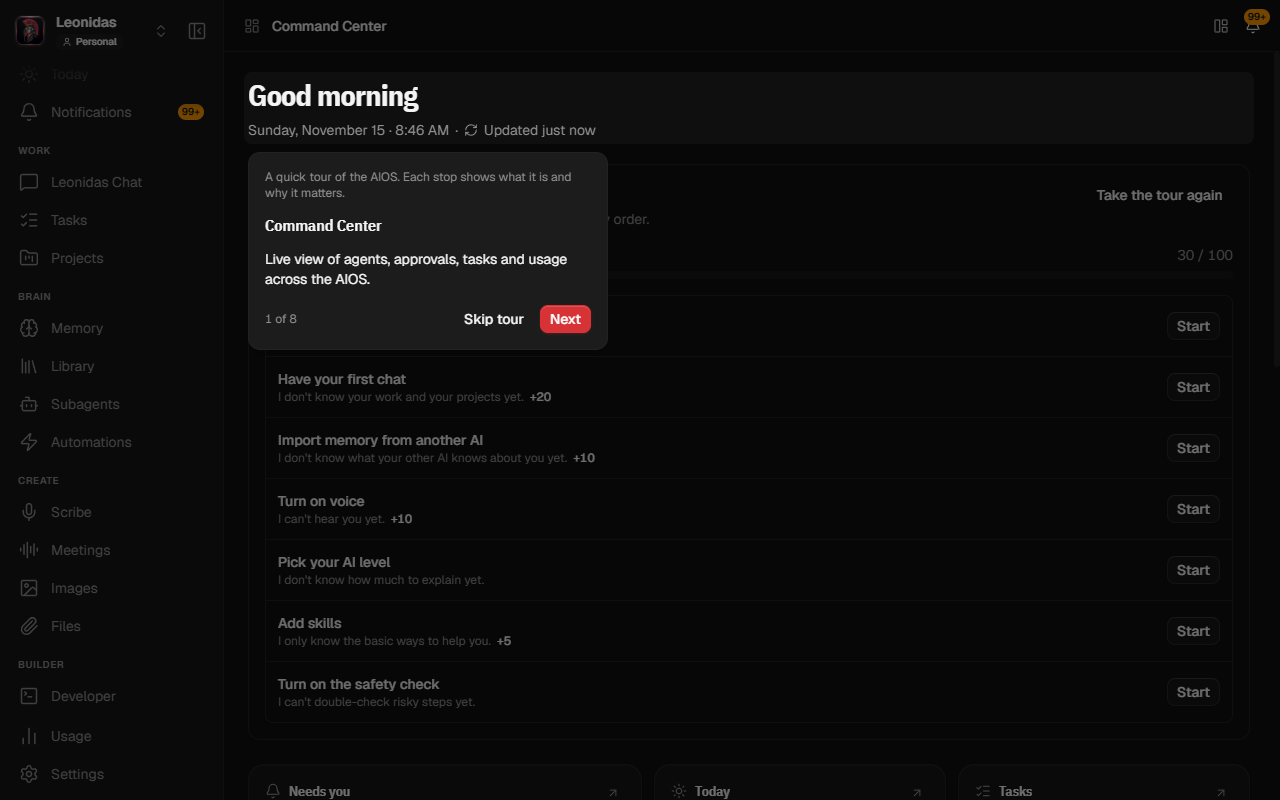 Leonidas
Personal
Today
Notifications
99+
WORK
Leonidas Chat
Tasks
Projects
BRAIN
Memory
Library
Subagents
Automations
CREATE
Scribe
Meetings
Images
Files
BUILDER
Developer
Usage
Settings
Command Center
99+
Good morning
Sunday, November 15 · 8:46 AM · Updated just now
A quick tour of the AIOS. Each stop shows what it is and
why it matters.
Command Center
Live view of agents, approvals, tasks and usage
across the AIOS.
1 of 8
Skip tour
Next
Take the tour again
order.
30 / 100
Start
Have your first chat
I don't know your work and your projects yet. +20
Start
Import memory from another AI
I don't know what your other AI knows about you yet. +10
Start
Turn on voice
I can't hear you yet. +10
Start
Pick your AI level
I don't know how much to explain yet.
Start
Add skills
I only know the basic ways to help you. +5
Start
Turn on the safety check
I can't double-check risky steps yet.
Start
Needs you
Today
Tasks